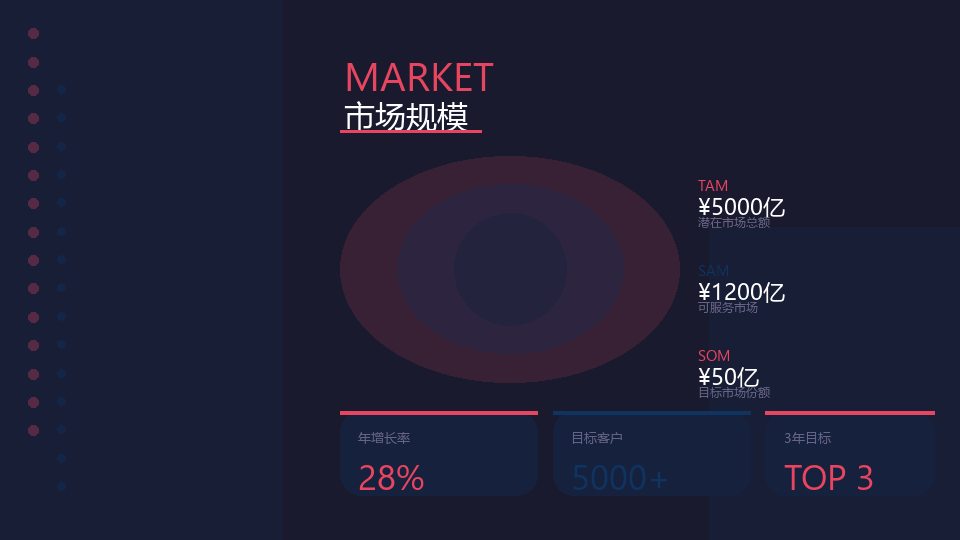 MARKET
市场规模
TAM
¥5000亿
潜在市场总额
SAM
¥1200亿
可服务市场
SOM
¥50亿
目标市场份额
年增长率
28%
目标客户
5000+
3年目标
TOP 3